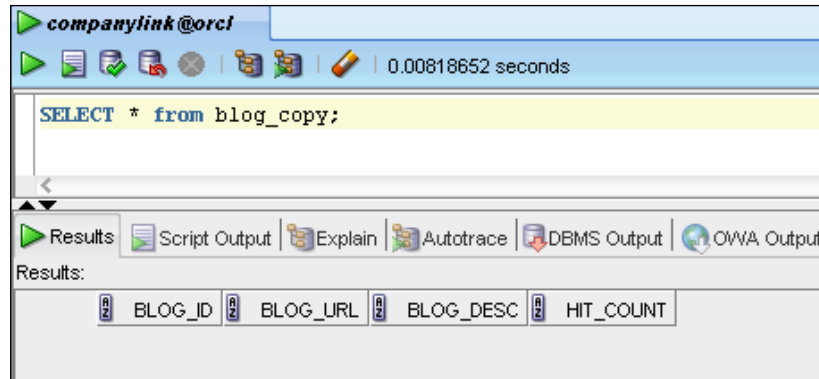 companylink@orcl
0.00818652 seconds
SELECT * from blog_copy;
Results Script Output Explain Autotrace DBMS Output OWA Output
Results:
BLOG_ID BLOG_URL BLOG_DESC HIT_COUNT